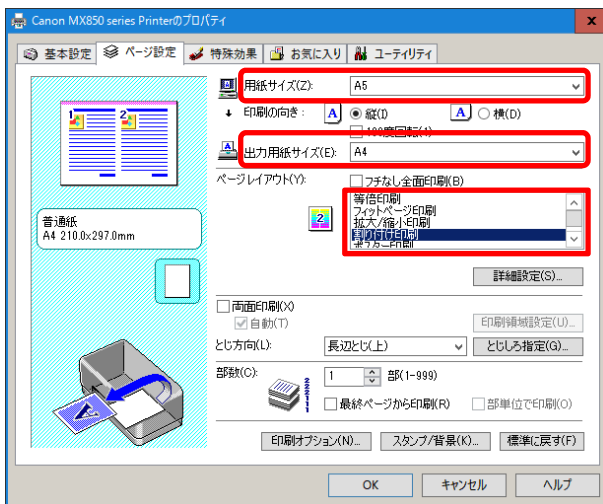 Canon MX850 series Printerのプロパティ
基本設定 ページ設定 特殊効果 お気に入り ユーティリティ
用紙サイズ(Z): A5
印刷の向き: A 縦(I) A 横(D)
出力用紙サイズ(E): A4
ページレイアウト(Y): フチなし全面印刷(B)
等倍印刷
フィットページ印刷
拡大/縮小印刷
割り付け印刷
ポスター印刷
1 2
2
普通紙
A4 210.0x297.0mm
詳細設定(S)...
両面印刷(X)
自動(T) 印刷領域設定(U)...
とじ方向(L): 長辺とじ(上) とじしろ指定(G)...
部数(C): 1 部(1-999)
最終ページから印刷(R) 部単位で印刷(O)
印刷オプション(N)... スタンプ/背景(K)... 標準に戻す(F)
OK キャンセル ヘルプ